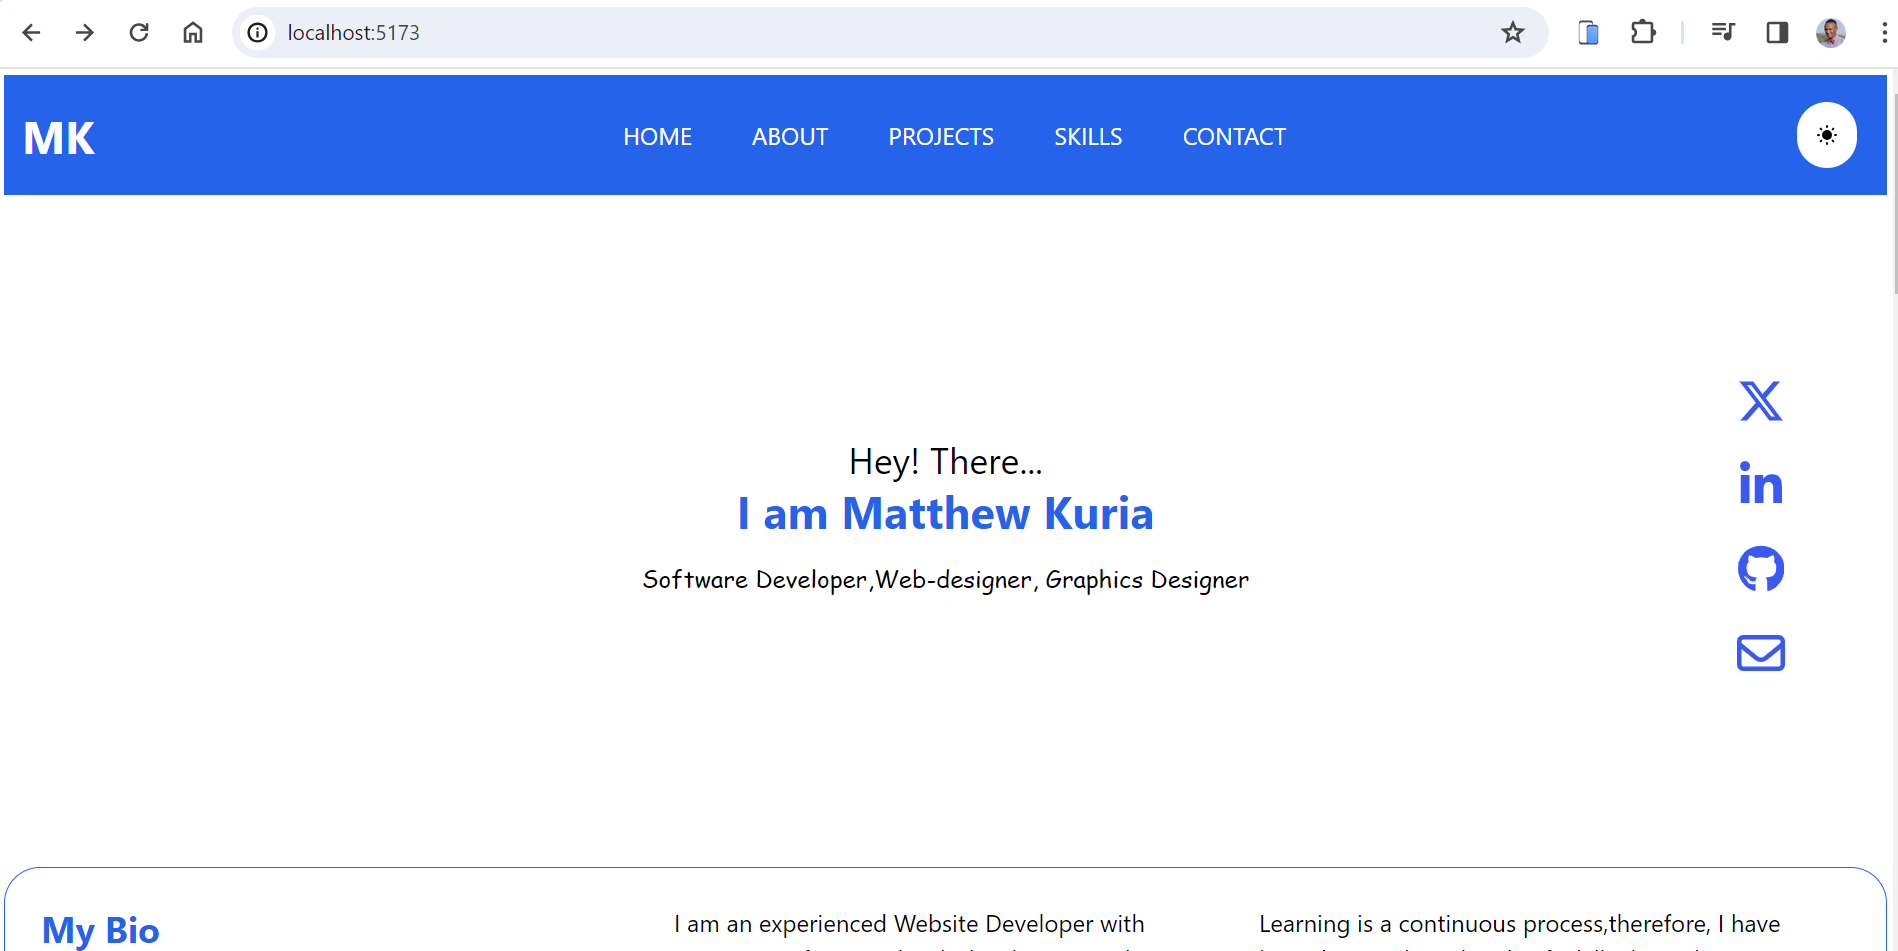 localhost:5173
MK
HOME ABOUT PROJECTS SKILLS CONTACT
Hey! There...
I am Matthew Kuria
Software Developer,Web-designer, Graphics Designer
My Bio
I am an experienced Website Developer with
Learning is a continuous process,therefore, I have